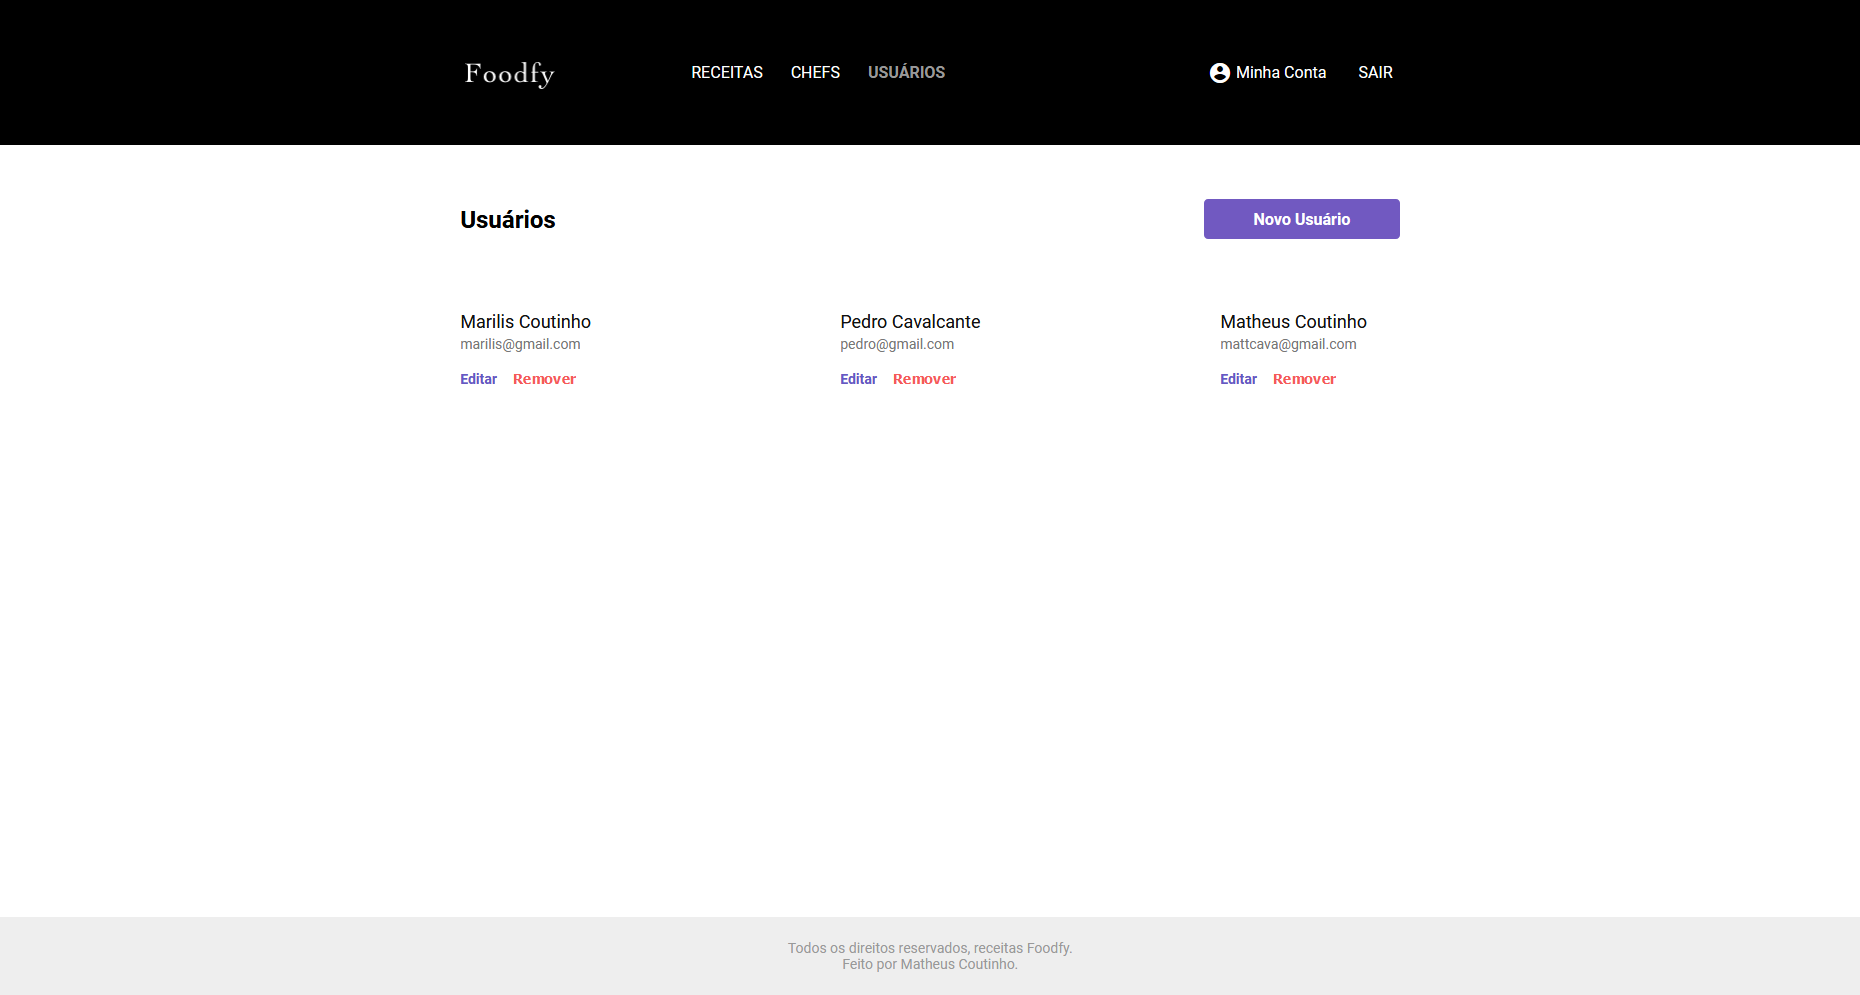 Foodfy RECEITAS CHEFS USUÁRIOS Minha Conta SAIR
Usuários Novo Usuário
Marilis Coutinho
marilis@gmail.com
Editar Remover
Pedro Cavalcante
pedro@gmail.com
Editar Remover
Matheus Coutinho
mattcava@gmail.com
Editar Remover
Todos os direitos reservados, receitas Foodfy.
Feito por Matheus Coutinho.